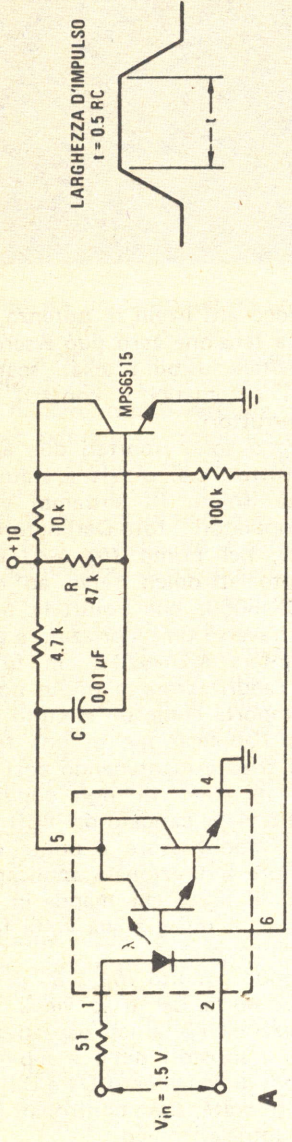 LARGHEZZA D'IMPULSO
t = 0.5 RC
t
+10
4.7 k
10 k
C
0,01 µF
R
47 k
MPS6515
100 k
5
4
6
λ
1
2
51
V in = 1.5 V
A